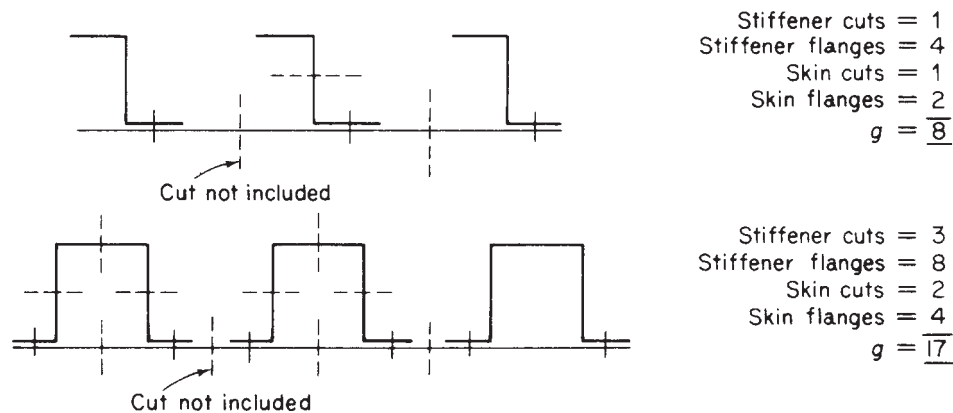 Stiffener cuts = 1
Stiffener flanges = 4
Skin cuts = 1
Skin flanges = 2
g = 8
Cut not included
Stiffener cuts = 3
Stiffener flanges = 8
Skin cuts = 2
Skin flanges = 4
g = 17
Cut not included